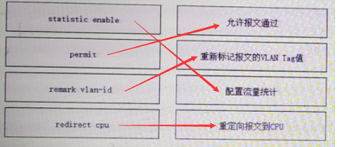 statistic enable
允许报文通过
permit
重新标记报文的VLAN Tag值
remark vlan-id
配置流量统计
redirect cpu
重定向报文到CPU